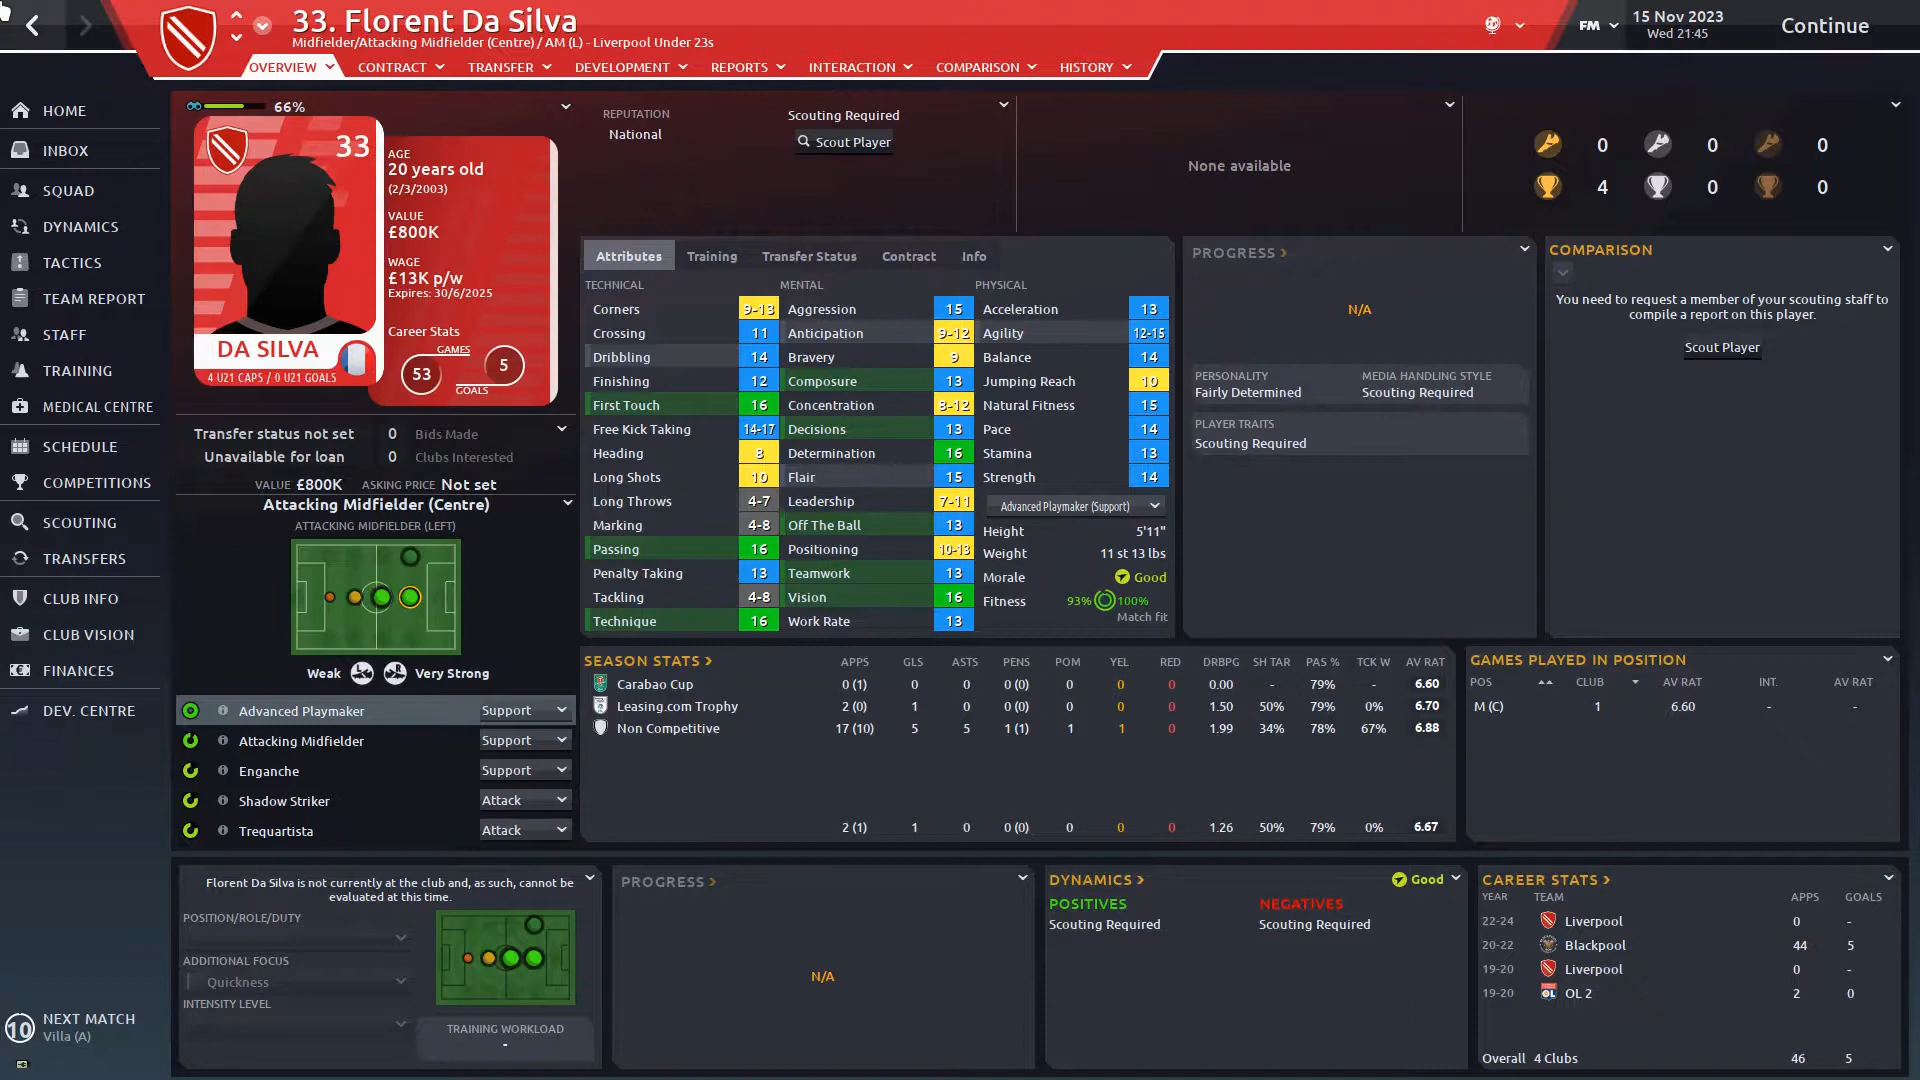 33. Florent Da Silva
Midfielder/Attacking Midfielder (Centre) / AM (L) - Liverpool Under 23s
FM
15 Nov 2023
Wed 21:45
Continue
OVERVIEW
CONTRACT
TRANSFER
DEVELOPMENT
REPORTS
INTERACTION
COMPARISON
HISTORY
HOME
INBOX
SQUAD
DYNAMICS
TACTICS
TEAM REPORT
STAFF
TRAINING
MEDICAL CENTRE
SCHEDULE
COMPETITIONS
SCOUTING
TRANSFERS
CLUB INFO
CLUB VISION
FINANCES
DEV. CENTRE
10
NEXT MATCH
Villa (A)
66%
33
DA SILVA
4 U21 CAPS / 0 U21 GOALS
AGE
20 years old
(2/3/2003)
VALUE
£800K
WAGE
£13K p/w
Expires: 30/6/2025
Career Stats
GAMES
53
5
GOALS
Transfer status not set 0 Bids Made
Unavailable for loan 0 Clubs Interested
VALUE £800K ASKING PRICE Not set
Attacking Midfielder (Centre)
ATTACKING MIDFIELDER (LEFT)
Weak L R Very Strong
Advanced Playmaker Support
Attacking Midfielder Support
Enganche Support
Shadow Striker Attack
Trequartista Attack
REPUTATION
National
Scouting Required
Scout Player
None available
0 0 0
4 0 0
Attributes Training Transfer Status Contract Info
TECHNICAL MENTAL PHYSICAL
Corners 9-13 Aggression 15 Acceleration 13
Crossing 11 Anticipation 9-12 Agility 12-15
Dribbling 14 Bravery 9 Balance 14
Finishing 12 Composure 13 Jumping Reach 10
First Touch 16 Concentration 8-12 Natural Fitness 15
Free Kick Taking 14-17 Decisions 13 Pace 14
Heading 8 Determination 16 Stamina 13
Long Shots 10 Flair 15 Strength 14
Long Throws 4-7 Leadership 7-11 Advanced Playmaker (Support)
Marking 4-8 Off The Ball 13 Height 5'11"
Passing 16 Positioning 10-13 Weight 11 st 13 lbs
Penalty Taking 13 Teamwork 13 Morale Good
Tackling 4-8 Vision 16 Fitness 93% 100%
Match fit
Technique 16 Work Rate 13
PROGRESS >
N/A
PERSONALITY
Fairly Determined
MEDIA HANDLING STYLE
Scouting Required
PLAYER TRAITS
Scouting Required
COMPARISON
You need to request a member of your scouting staff to
compile a report on this player.
Scout Player
SEASON STATS > APPS GLS ASTS PENS POM YEL RED DRBPG SH TAR PAS % TCK W AV RAT
Carabao Cup 0 (1) 0 0 0 (0) 0 0 0 0.00 - 79% - 6.60
Leasing.com Trophy 2 (0) 1 0 0 (0) 0 0 0 1.50 50% 79% 0% 6.70
Non Competitive 17 (10) 5 5 1 (1) 1 1 0 1.99 34% 78% 67% 6.88
2 (1) 1 0 0 (0) 0 0 0 1.26 50% 79% 0% 6.67
GAMES PLAYED IN POSITION
POS CLUB AV RAT INT. AV RAT
M (C) 1 6.60 - -
Florent Da Silva is not currently at the club and, as such, cannot be
evaluated at this time.
POSITION/ROLE/DUTY
ADDITIONAL FOCUS
Quickness
INTENSITY LEVEL
TRAINING WORKLOAD
-
PROGRESS >
N/A
DYNAMICS > Good
POSITIVES NEGATIVES
Scouting Required Scouting Required
CAREER STATS >
YEAR TEAM APPS GOALS
22-24 Liverpool 0 -
20-22 Blackpool 44 5
19-20 Liverpool 0 -
19-20 OL 2 2 0
Overall 4 Clubs 46 5